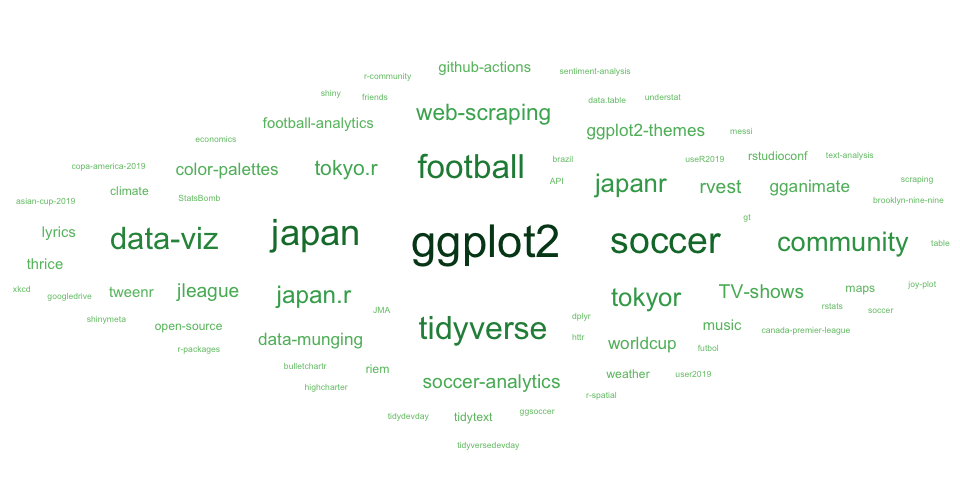 github-actions
sentiment-analysis
r-community
shiny
friends
data.table
understat
web-scraping
football-analytics
ggplot2-themes
messi
economics
copa-america-2019
color-palettes
tokyo.r
football
brazil
useR2019
rstudioconf
text-analysis
API
japanr
rvest
gganimate
scraping
climate
StatsBomb
asian-cup-2019
brooklyn-nine-nine
lyrics
data-viz
japan
ggplot2
soccer
gt
community
table
thrice
xkcd
googledrive
tweenr
jleague
japan.r
tokyor
TV-shows
maps
joy-plot
JMA
rstats
soccer
shinymeta
open-source
tidyverse
dplyr
music
canada-premier-league
r-packages
data-munging
httr
worldcup
futbol
bulletchartr
riem
weather
user2019
highcharter
soccer-analytics
r-spatial
tidydevday
tidytext
ggsoccer
tidyversedevday